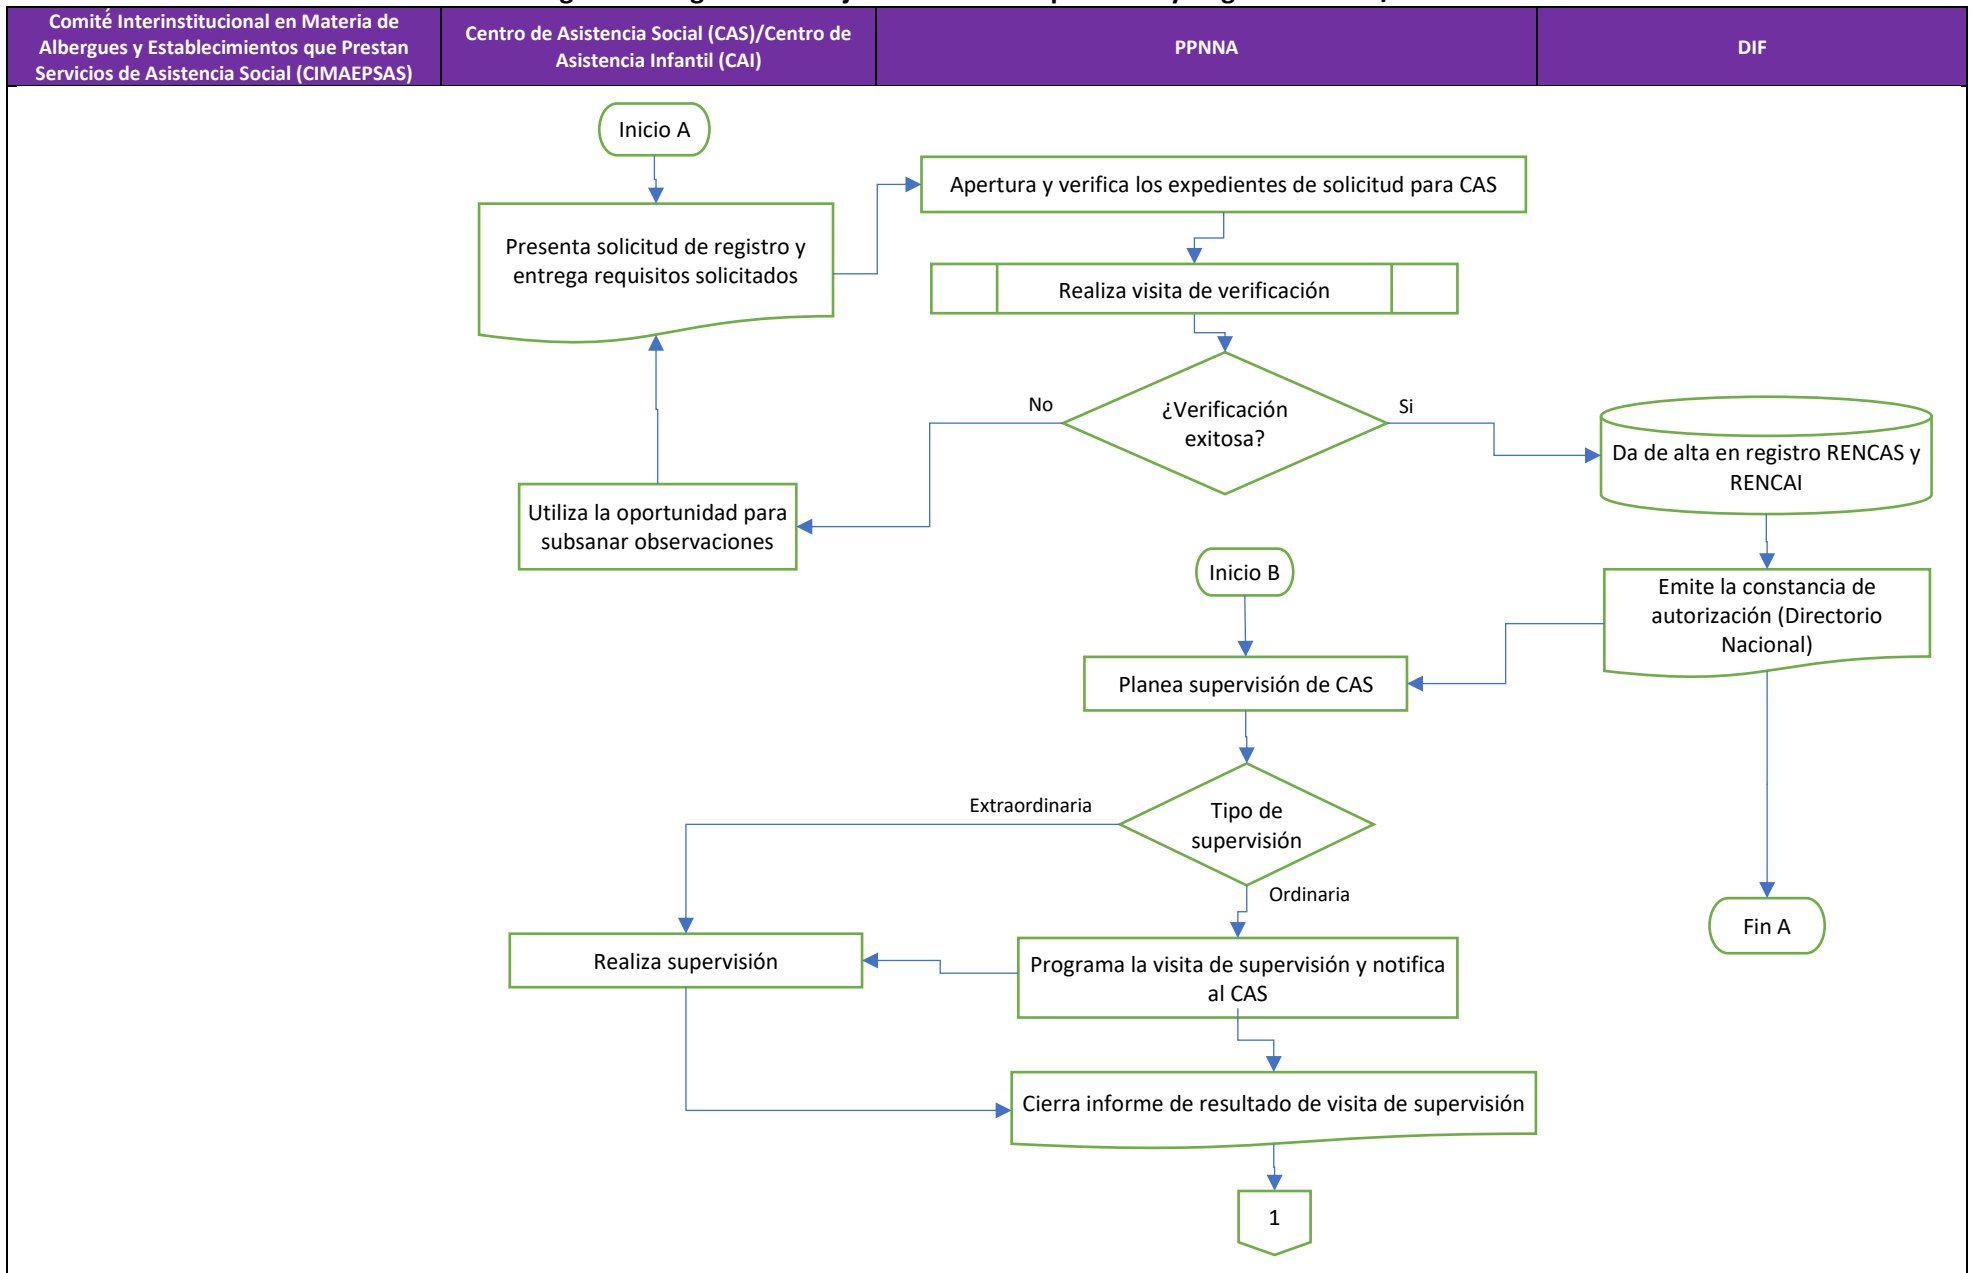 Comité Interinstitucional en Materia de
Albergues y Establecimientos que Prestan
Servicios de Asistencia Social (CIMAEPSAS)
Centro de Asistencia Social (CAS)/Centro de
Asistencia Infantil (CAI)
PPNNA
DIF
Inicio A
Apertura y verifica los expedientes de solicitud para CAS
Presenta solicitud de registro y
entrega requisitos solicitados
Realiza visita de verificación
¿Verificación
exitosa?
No
Si
Da de alta en registro RENCAS y
RENCAI
Utiliza la oportunidad para
subsanar observaciones
Inicio B
Emite la constancia de
autorización (Directorio
Nacional)
Planea supervisión de CAS
Extraordinaria
Tipo de
supervisión
Ordinaria
Fin A
Realiza supervisión
Programa la visita de supervisión y notifica
al CAS
Cierra informe de resultado de visita de supervisión
1